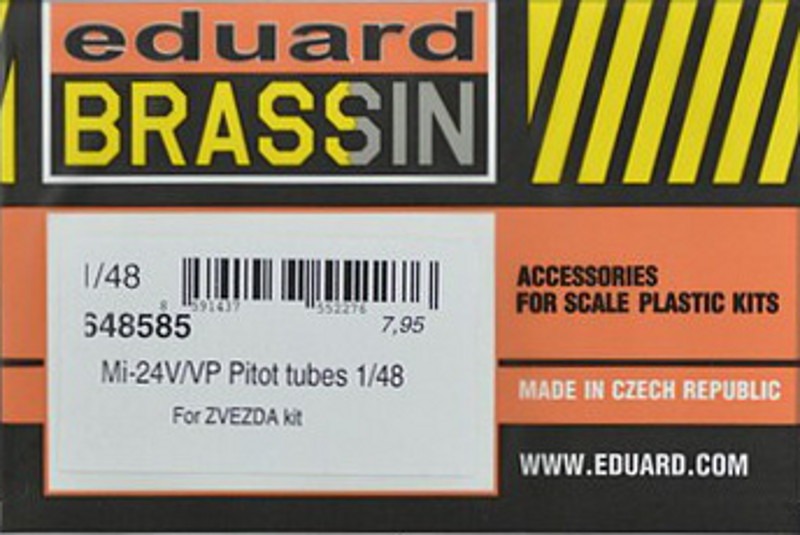 eduard
BRASSIN
1/48
8 591437 552276
648585
7,95
Mi-24V/VP Pitot tubes 1/48
For ZVEZDA kit
ACCESSORIES
FOR SCALE PLASTIC KITS
MADE IN CZECH REPUBLIC
WWW.EDUARD.COM